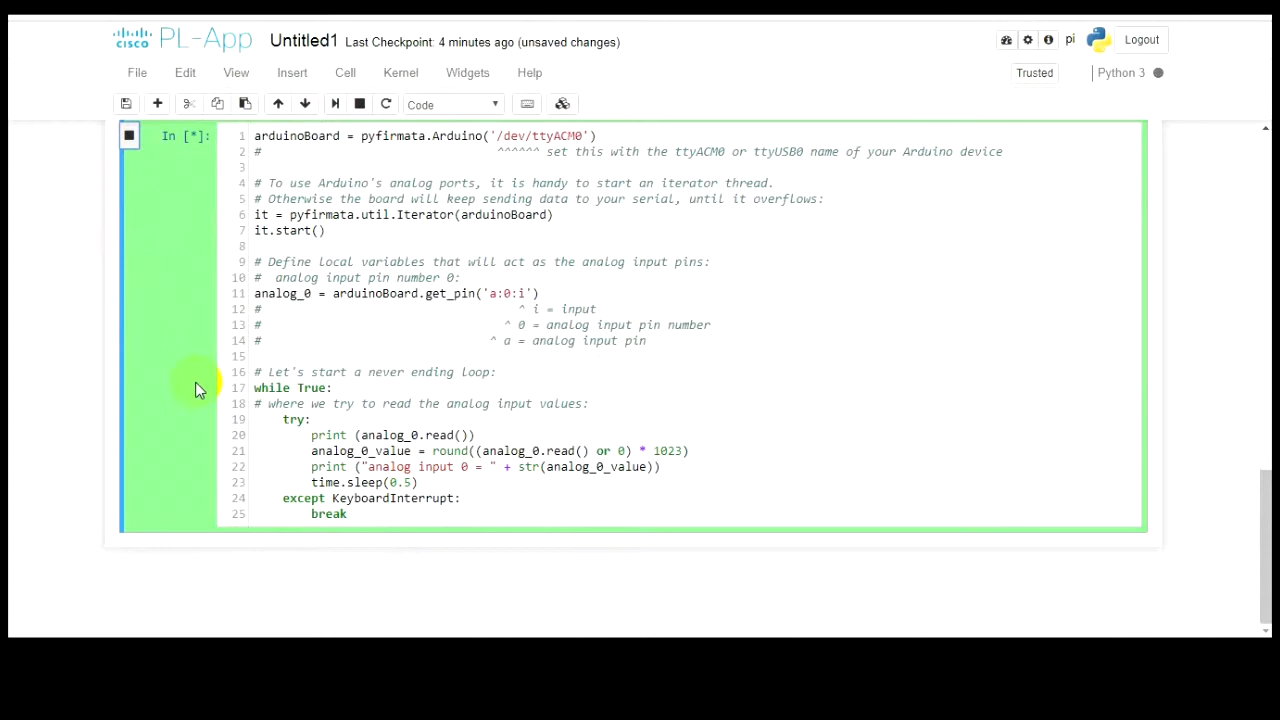 cisco PL-App Untitled1 Last Checkpoint: 4 minutes ago (unsaved changes) pi Logout
File Edit View Insert Cell Kernel Widgets Help Trusted Python 3
Code
In [*]:
1 arduinoBoard = pyfirmata.Arduino('/dev/ttyACM0')
2 # ^^^^^^ set this with the ttyACM0 or ttyUSB0 name of your Arduino device
3
4 # To use Arduino's analog ports, it is handy to start an iterator thread.
5 # Otherwise the board will keep sending data to your serial, until it overflows:
6 it = pyfirmata.util.Iterator(arduinoBoard)
7 it.start()
8
9 # Define local variables that will act as the analog input pins:
10 #  analog input pin number 0:
11 analog_0 = arduinoBoard.get_pin('a:0:i')
12 # ^ i = input
13 # ^ 0 = analog input pin number
14 # ^ a = analog input pin
15
16 # Let's start a never ending loop:
17 while True:
18 # where we try to read the analog input values:
19     try:
20         print (analog_0.read())
21         analog_0_value = round((analog_0.read() or 0) * 1023)
22         print ("analog input 0 = " + str(analog_0_value))
23         time.sleep(0.5)
24     except KeyboardInterrupt:
25         break